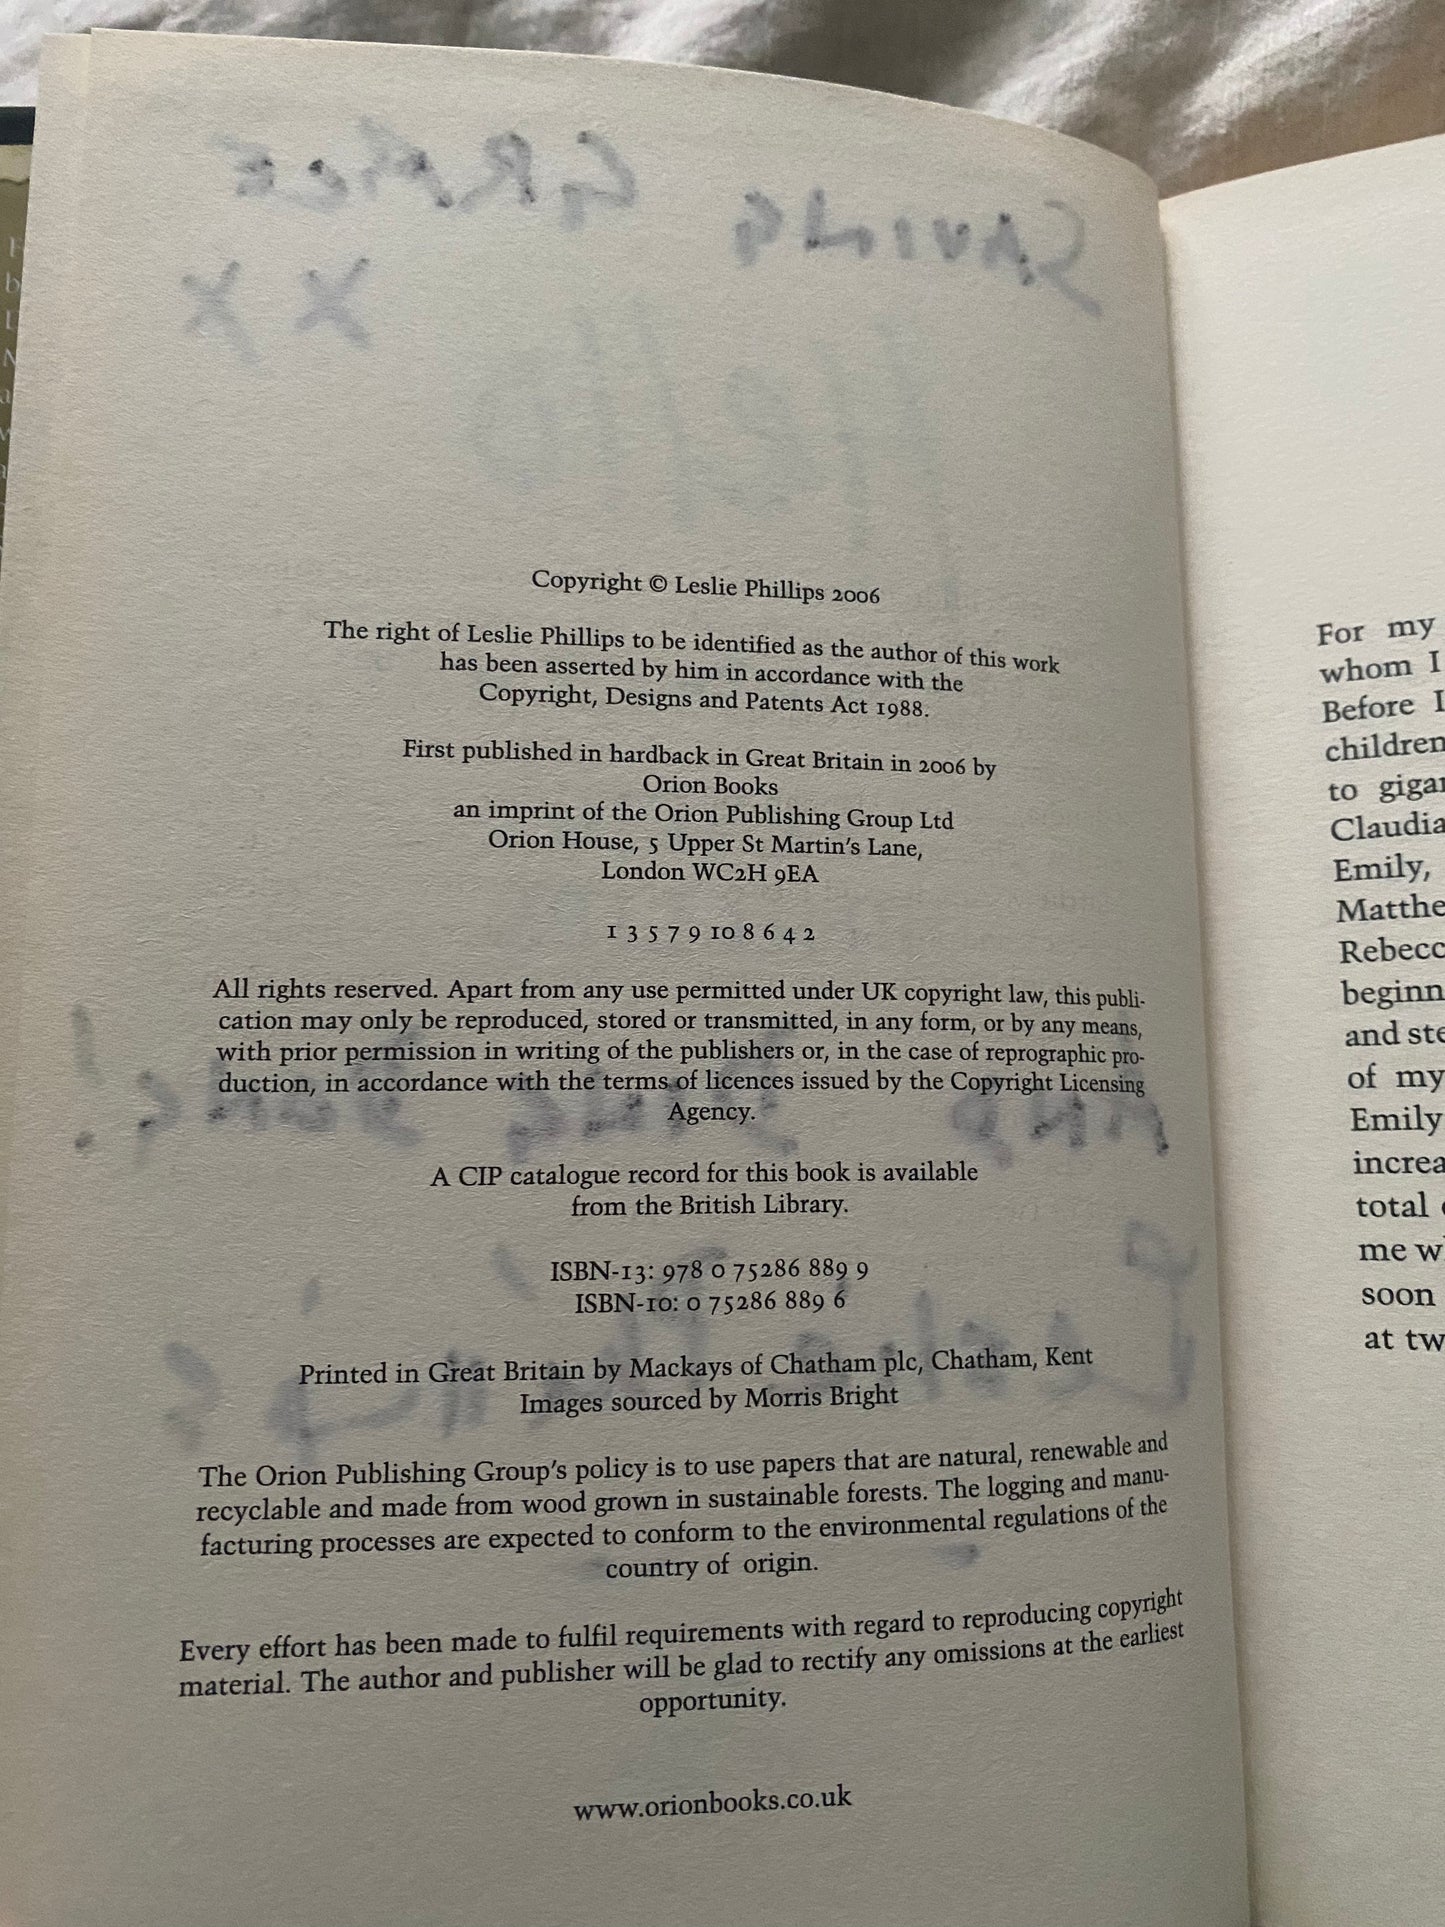 SAVING GRACE
X X
Hello
Copyright © Leslie Phillips 2006
The right of Leslie Phillips to be identified as the author of this work
has been asserted by him in accordance with the
Copyright, Designs and Patents Act 1988.
First published in hardback in Great Britain in 2006 by
Orion Books
an imprint of the Orion Publishing Group Ltd
Orion House, 5 Upper St Martin's Lane,
London WC2H 9EA
1 3 5 7 9 10 8 6 4 2
All rights reserved. Apart from any use permitted under UK copyright law, this publi-
cation may only be reproduced, stored or transmitted, in any form, or by any means,
with prior permission in writing of the publishers or, in the case of reprographic pro-
duction, in accordance with the terms of licences issued by the Copyright Licensing
Agency.
A CIP catalogue record for this book is available
from the British Library.
ISBN-13: 978 0 75286 889 9
ISBN-10: 0 75286 889 6
Printed in Great Britain by Mackays of Chatham plc, Chatham, Kent
Images sourced by Morris Bright
The Orion Publishing Group's policy is to use papers that are natural, renewable and
recyclable and made from wood grown in sustainable forests. The logging and manu-
facturing processes are expected to conform to the environmental regulations of the
country of origin.
Every effort has been made to fulfil requirements with regard to reproducing copyright
material. The author and publisher will be glad to rectify any omissions at the earliest
opportunity.
www.orionbooks.co.uk
For my
whom I
Before I
children
to gigan
Claudia
Emily,
Matthe
Rebecc
beginn
and ste
of my
Emily
increa
total
me w
soon
at tw